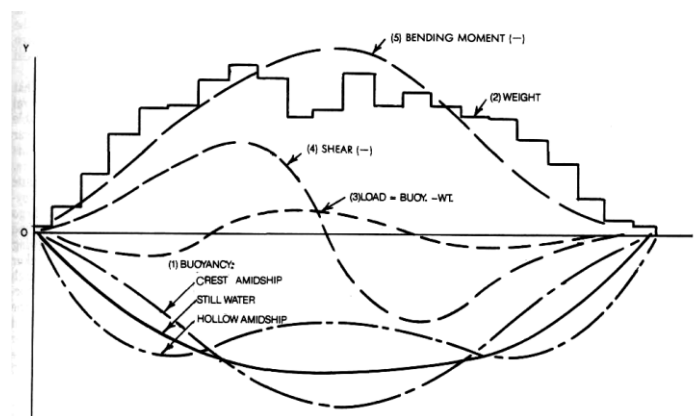 Y
(5) BENDING MOMENT (—)
(2) WEIGHT
(4) SHEAR (—)
(3)LOAD = BUOY. -WT.
O
(1) BUOYANCY:
CREST AMIDSHIP
STILL WATER
HOLLOW AMIDSHIP